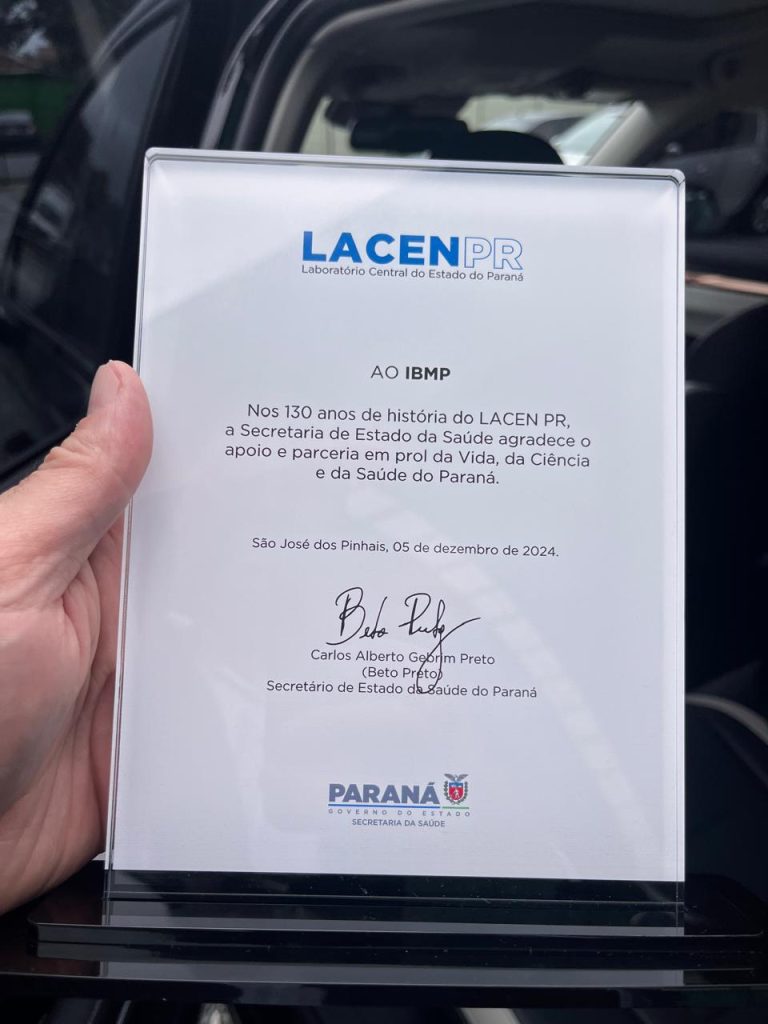 LACENPR
Laboratório Central do Estado do Paraná
AO IBMP
Nos 130 anos de história do LACEN PR,
a Secretaria de Estado da Saúde agradece o
apoio e parceria em prol da Vida, da Ciência
e da Saúde do Paraná.
São José dos Pinhais, 05 de dezembro de 2024.
Beto Preto
Carlos Alberto Gebrim Preto
(Beto Preto)
Secretário de Estado da Saúde do Paraná
PARANÁ
GOVERNO DO ESTADO
SECRETARIA DA SAÚDE